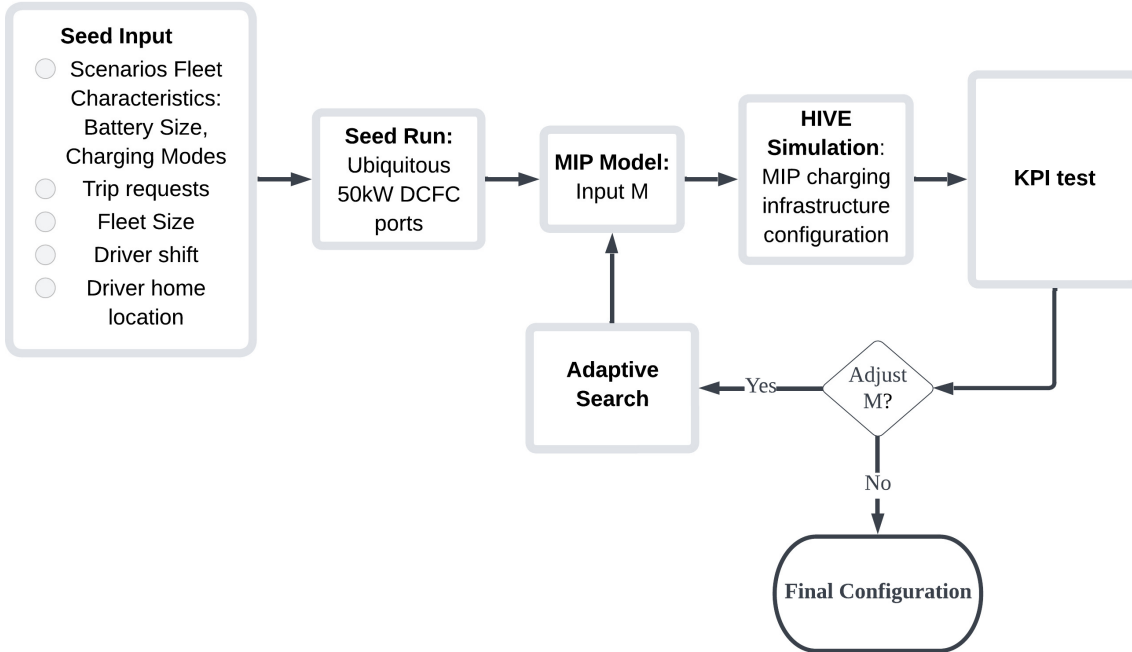 Seed Input
Scenarios Fleet
Characteristics:
Battery Size,
Charging Modes
Trip requests
Fleet Size
Driver shift
Driver home
location
Seed Run:
Ubiquitous
50kW DCFC
ports
MIP Model:
Input M
HIVE
Simulation:
MIP charging
infrastructure
configuration
KPI test
Adjust
M?
Yes
Adaptive
Search
No
Final Configuration